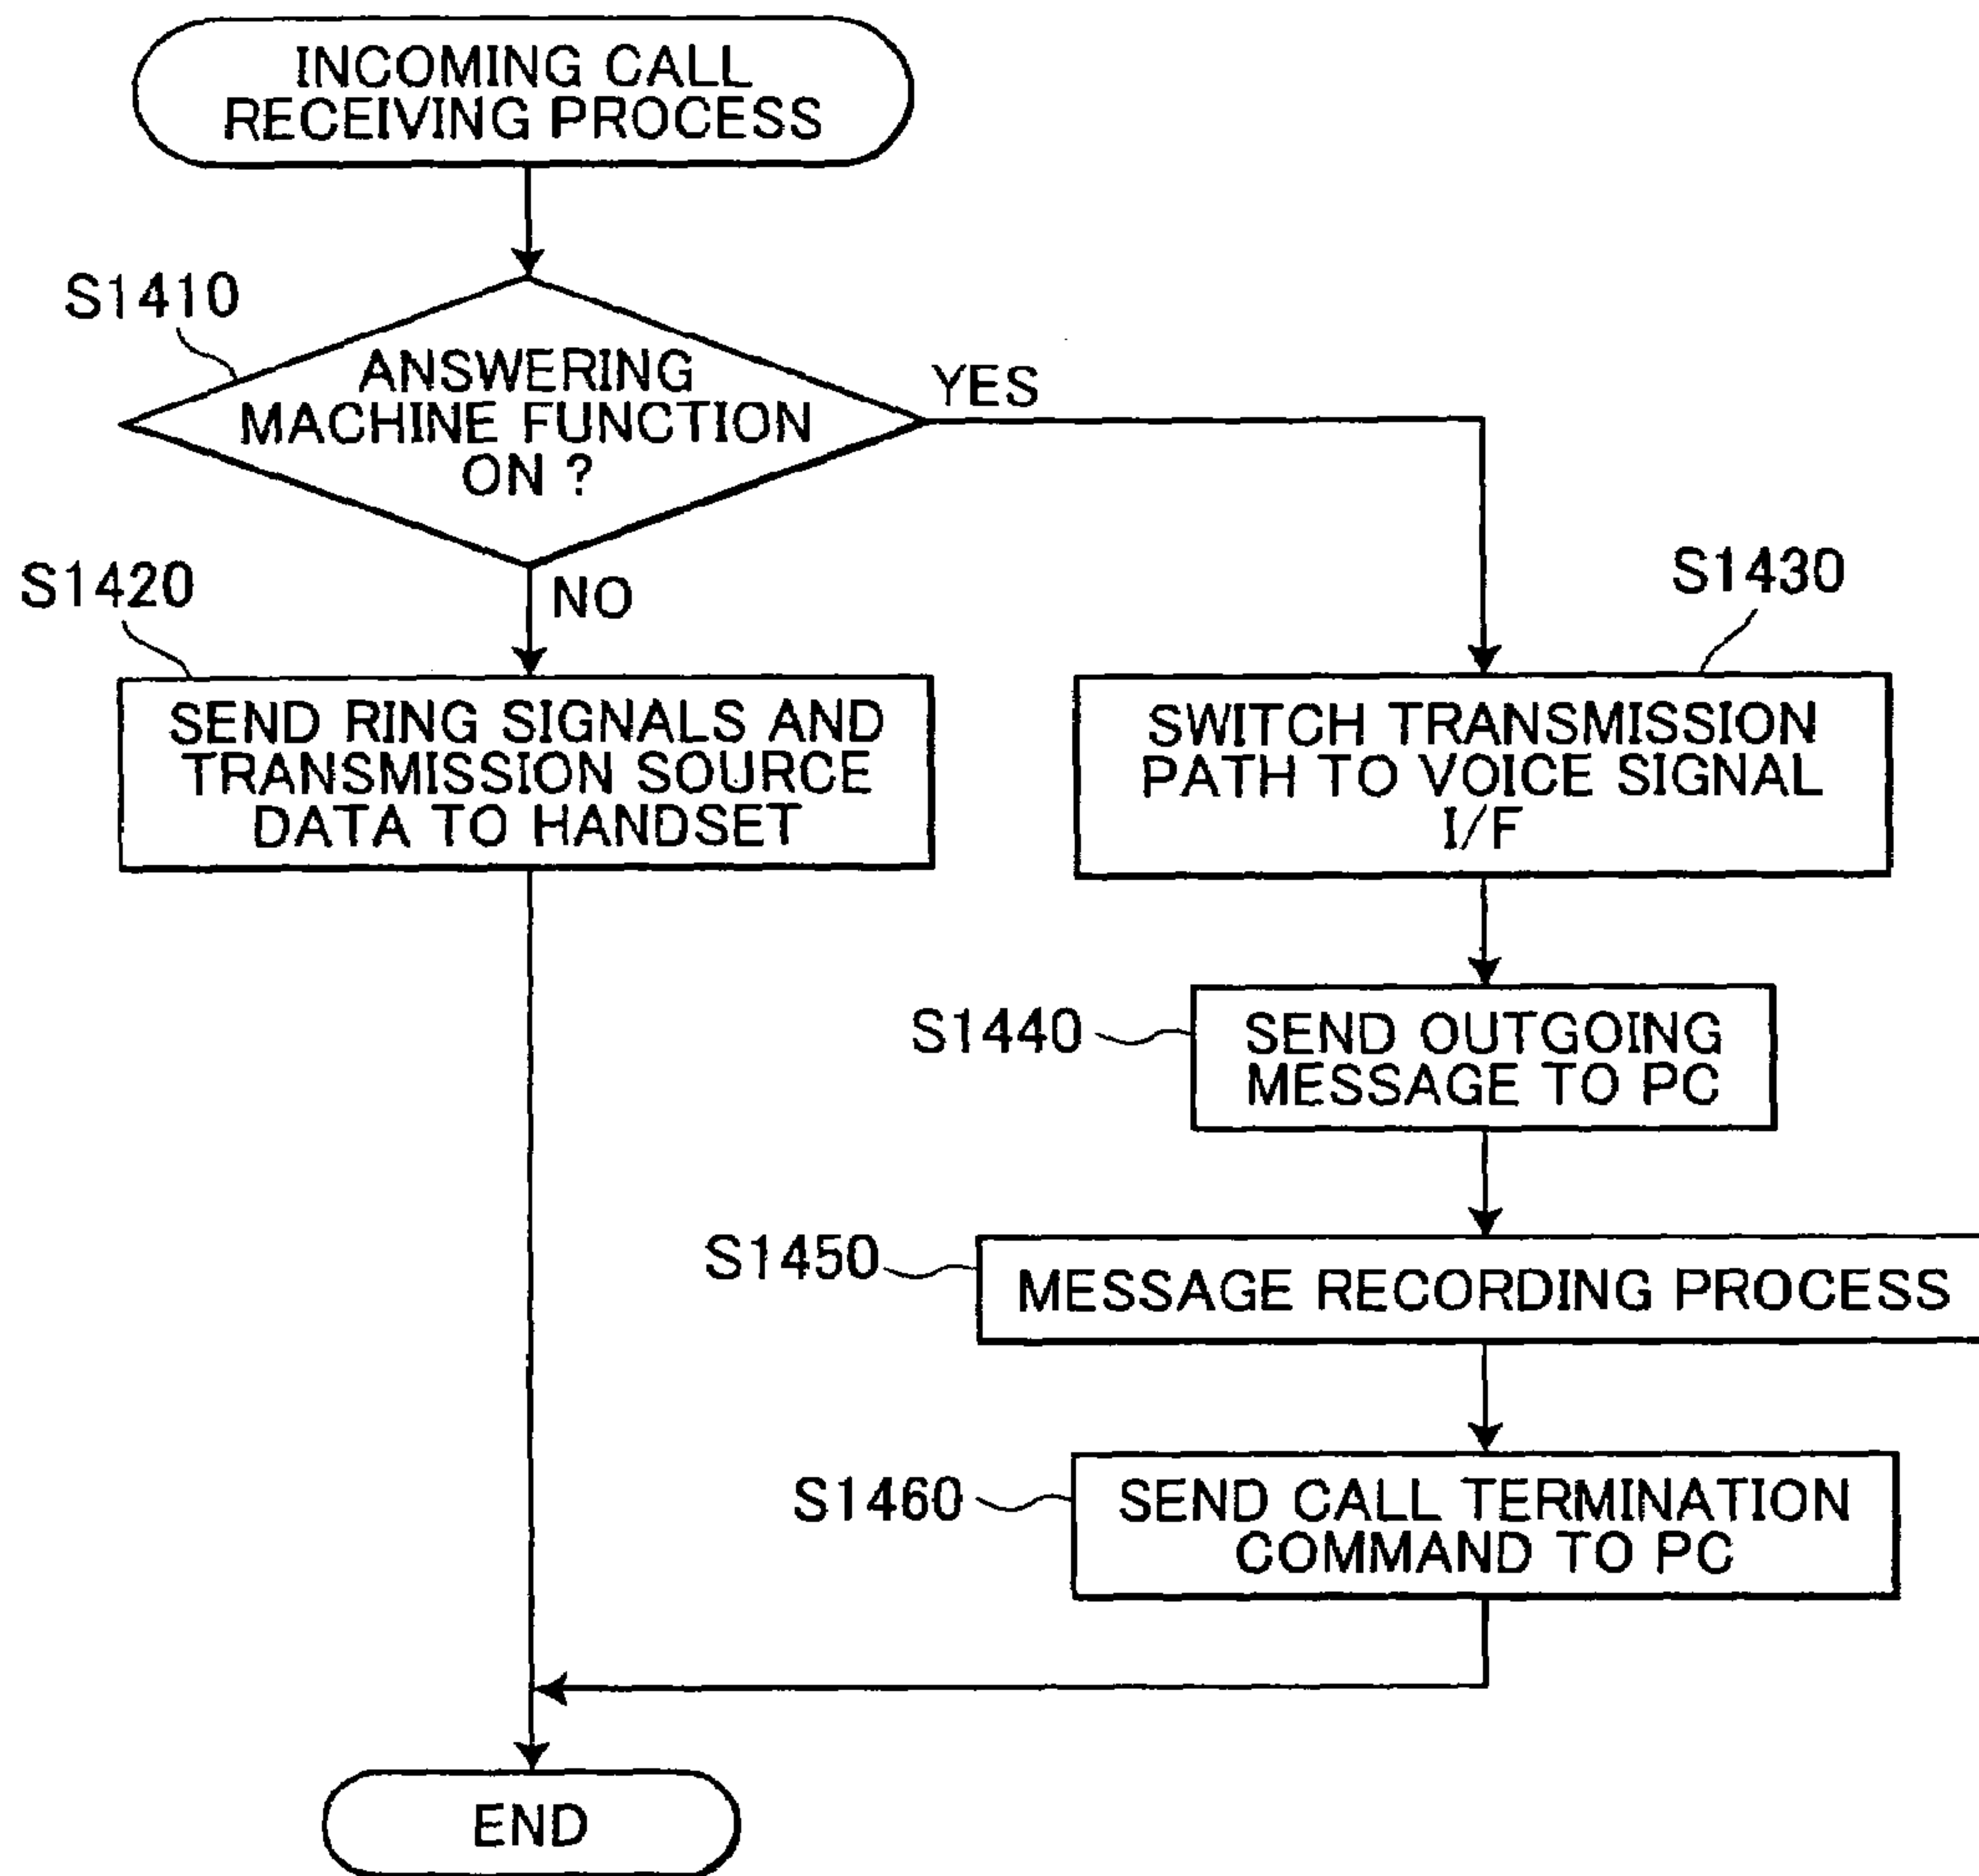 INCOMING CALL
RECEIVING PROCESS
S1410
ANSWERING
MACHINE FUNCTION
ON ?
YES
NO
S1420
SEND RING SIGNALS AND
TRANSMISSION SOURCE
DATA TO HANDSET
S1430
SWITCH TRANSMISSION
PATH TO VOICE SIGNAL
I/F
S1440
SEND OUTGOING
MESSAGE TO PC
S1450
MESSAGE RECORDING PROCESS
S1460
SEND CALL TERMINATION
COMMAND TO PC
END